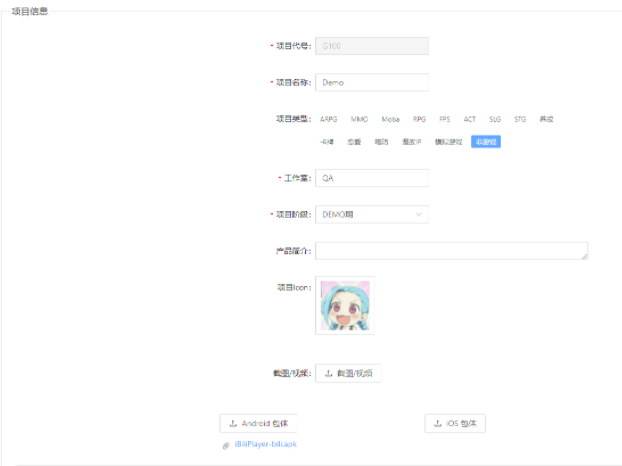 项目信息
* 项目代号: G100
* 项目名称: Demo
项目类型: ARPG MMO Moba RPG FPS ACT SLG STG 养成
卡牌 恋爱 塔防 漫改IP 模拟游戏 非游戏
* 工作室: QA
* 项目阶段: DEMO期
产品简介:
项目Icon:
截图/视频: 截图/视频
Android 包体 iOS 包体
iBiliPlayer-bili.apk